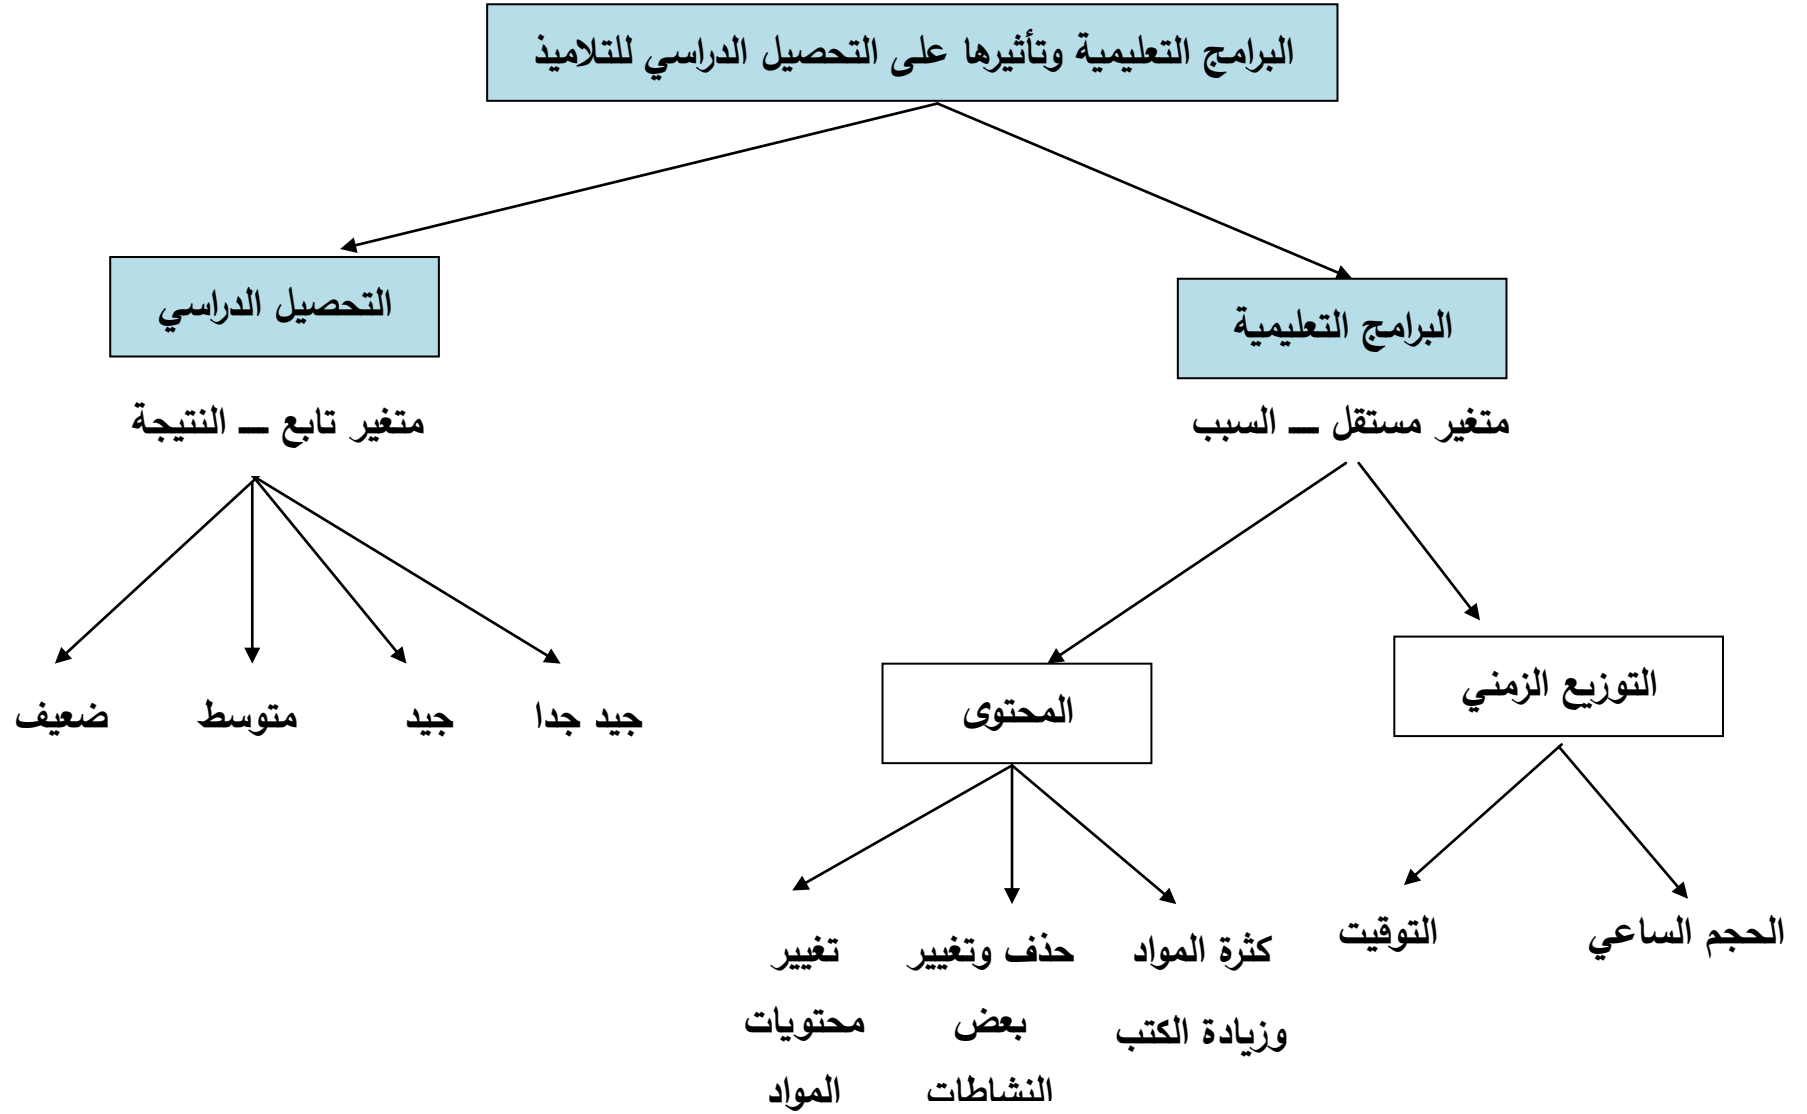 البرامج التعليمية وتأثيرها على التحصيل الدراسي للتلاميذ
البرامج التعليمية
متغير مستقل ـــ السبب
التحصيل الدراسي
متغير تابع ـــ النتيجة
التوزيع الزمني
المحتوى
جيد جدا
جيد
متوسط
ضعيف
الحجم الساعي
التوقيت
كثرة المواد
وزيادة الكتب
حذف وتغيير
بعض
النشاطات
تغيير
محتويات
المواد